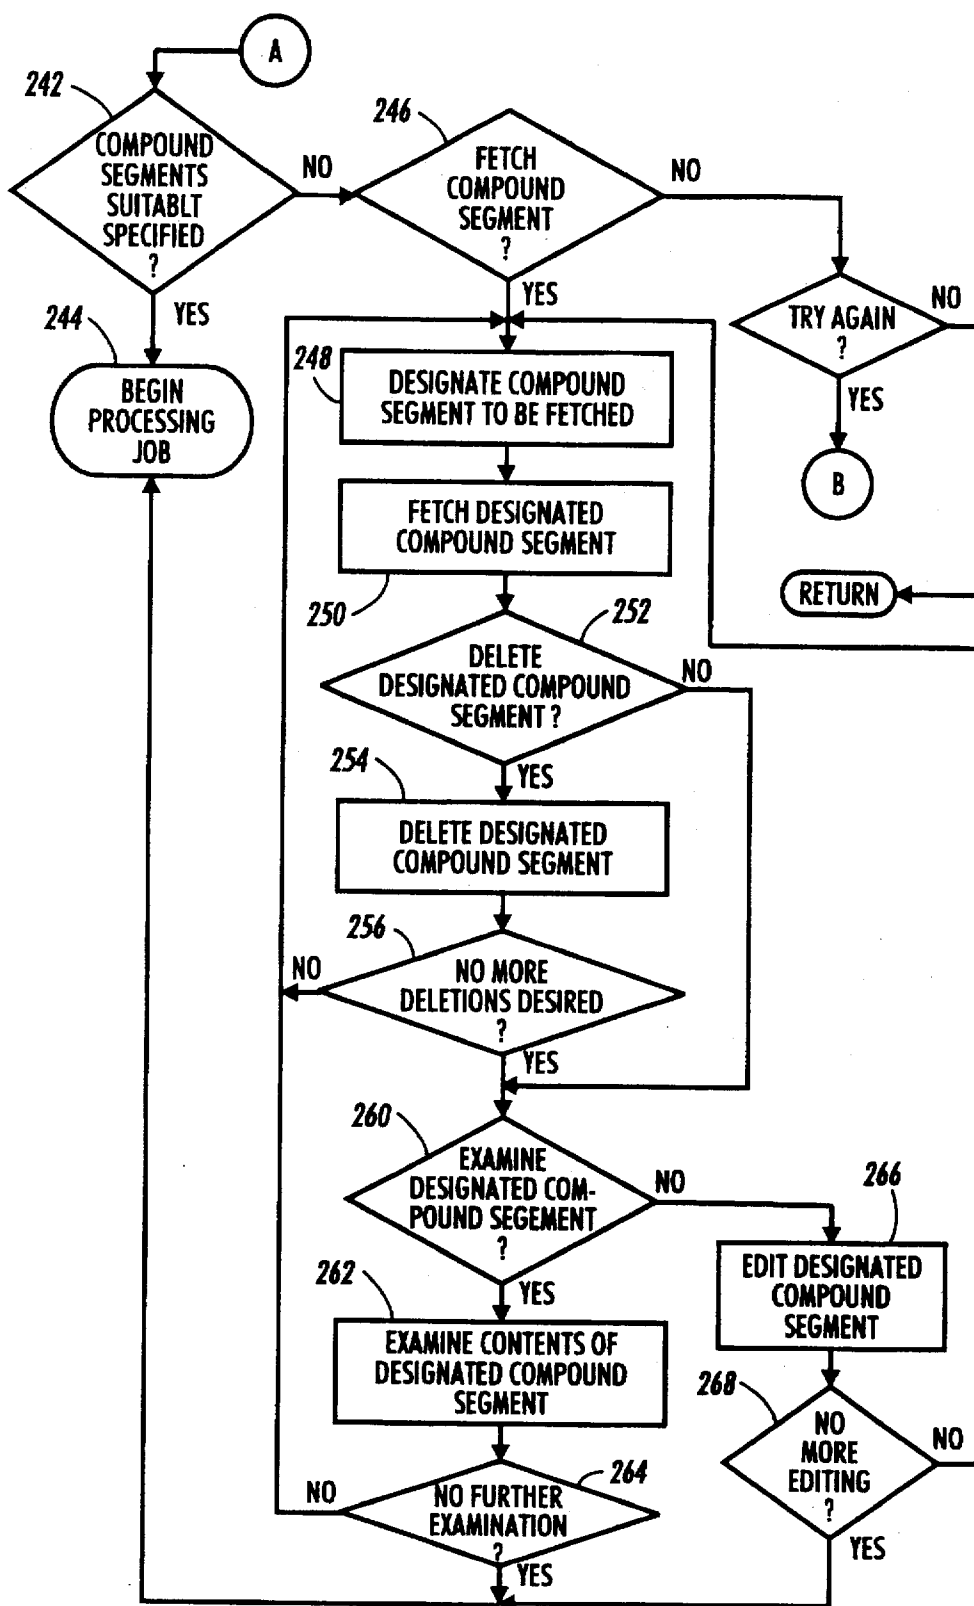 A
242
COMPOUND
SEGMENTS
SUITABLT
SPECIFIED
?
NO
YES
244
BEGIN
PROCESSING
JOB
246
FETCH
COMPOUND
SEGMENT
?
NO
YES
TRY AGAIN
?
NO
YES
B
RETURN
248
DESIGNATE COMPOUND
SEGMENT TO BE FETCHED
FETCH DESIGNATED
COMPOUND SEGMENT
250
252
DELETE
DESIGNATED COMPOUND
SEGMENT ?
NO
YES
254
DELETE DESIGNATED
COMPOUND SEGMENT
256
NO
NO MORE
DELETIONS DESIRED
?
YES
260
EXAMINE
DESIGNATED COM-
POUND SEGEMENT
?
NO
YES
262
EXAMINE CONTENTS OF
DESIGNATED COMPOUND
SEGMENT
264
NO
NO FURTHER
EXAMINATION
?
YES
266
EDIT DESIGNATED
COMPOUND
SEGMENT
268
NO
MORE
EDITING
?
NO
YES